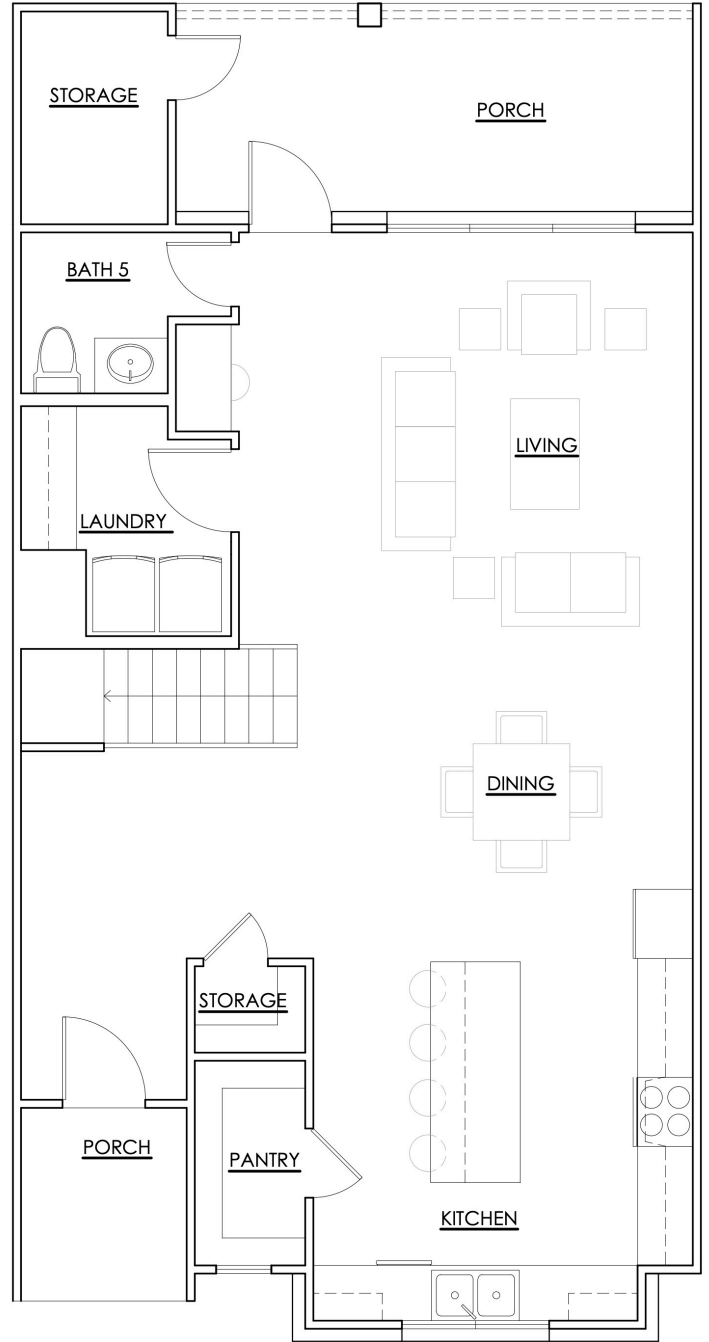 STORAGE
PORCH
BATH 5
LIVING
LAUNDRY
DINING
STORAGE
PORCH
PANTRY
KITCHEN